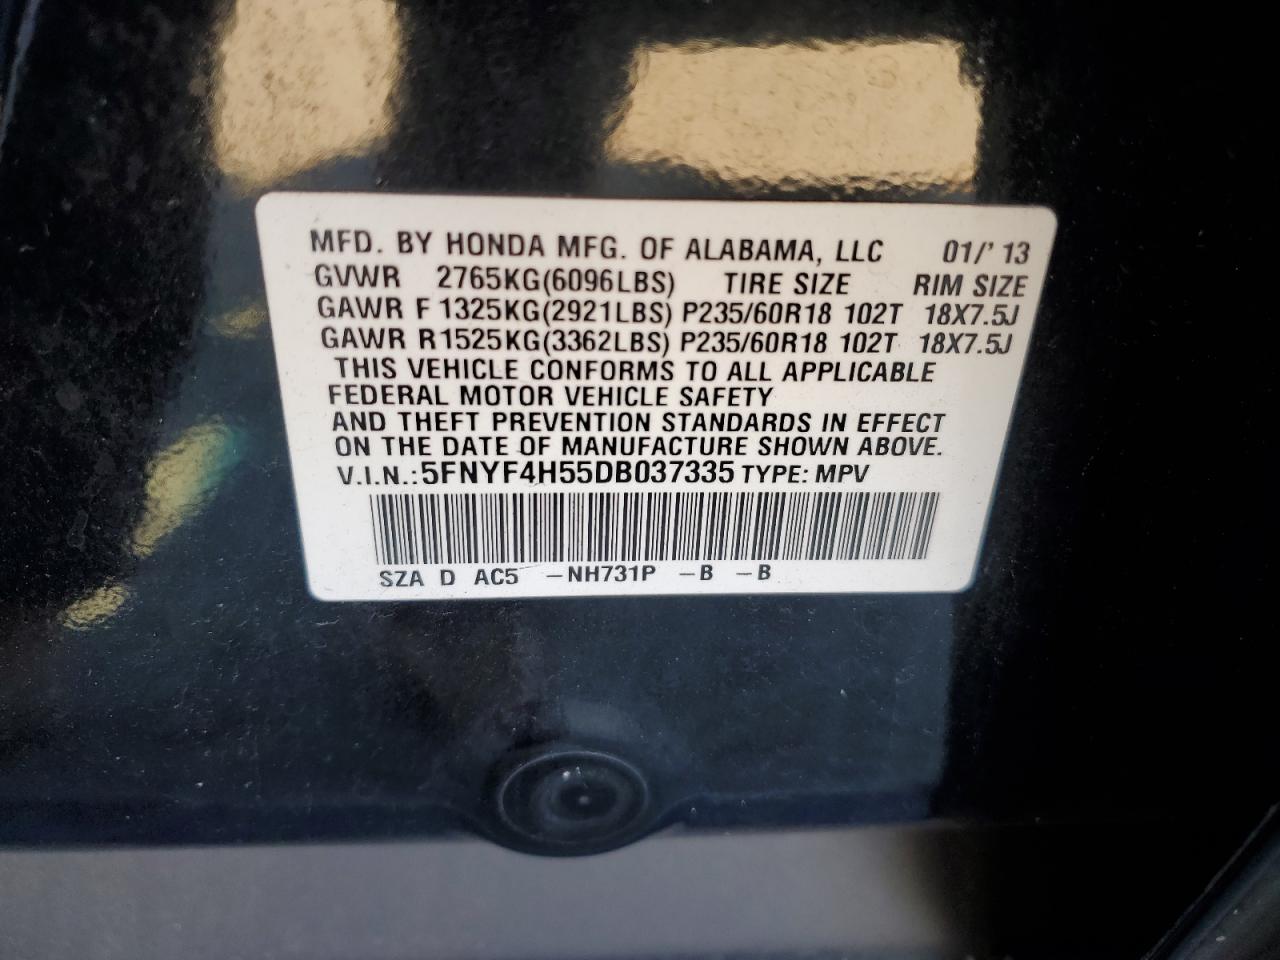 MFD. BY HONDA MFG. OF ALABAMA, LLC 01/' 13
GVWR 2765KG(6096LBS) TIRE SIZE RIM SIZE
GAWR F 1325KG(2921LBS) P235/60R18 102T 18X7.5J
GAWR R1525KG(3362LBS) P235/60R18 102T 18X7.5J
THIS VEHICLE CONFORMS TO ALL APPLICABLE
FEDERAL MOTOR VEHICLE SAFETY
AND THEFT PREVENTION STANDARDS IN EFFECT
ON THE DATE OF MANUFACTURE SHOWN ABOVE.
V.I.N.:5FNYF4H55DB037335 TYPE: MPV
SZA D AC5 -NH731P -B -B